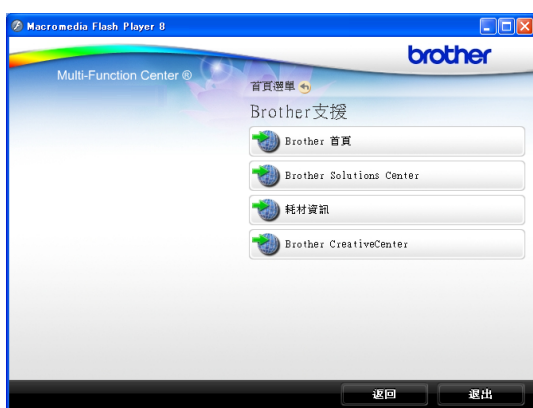 Macromedia Flash Player 8
brother
Multi-Function Center ®
首頁選單
Brother支援
Brother 首頁
Brother Solutions Center
耗材資訊
Brother CreativeCenter
返回
退出